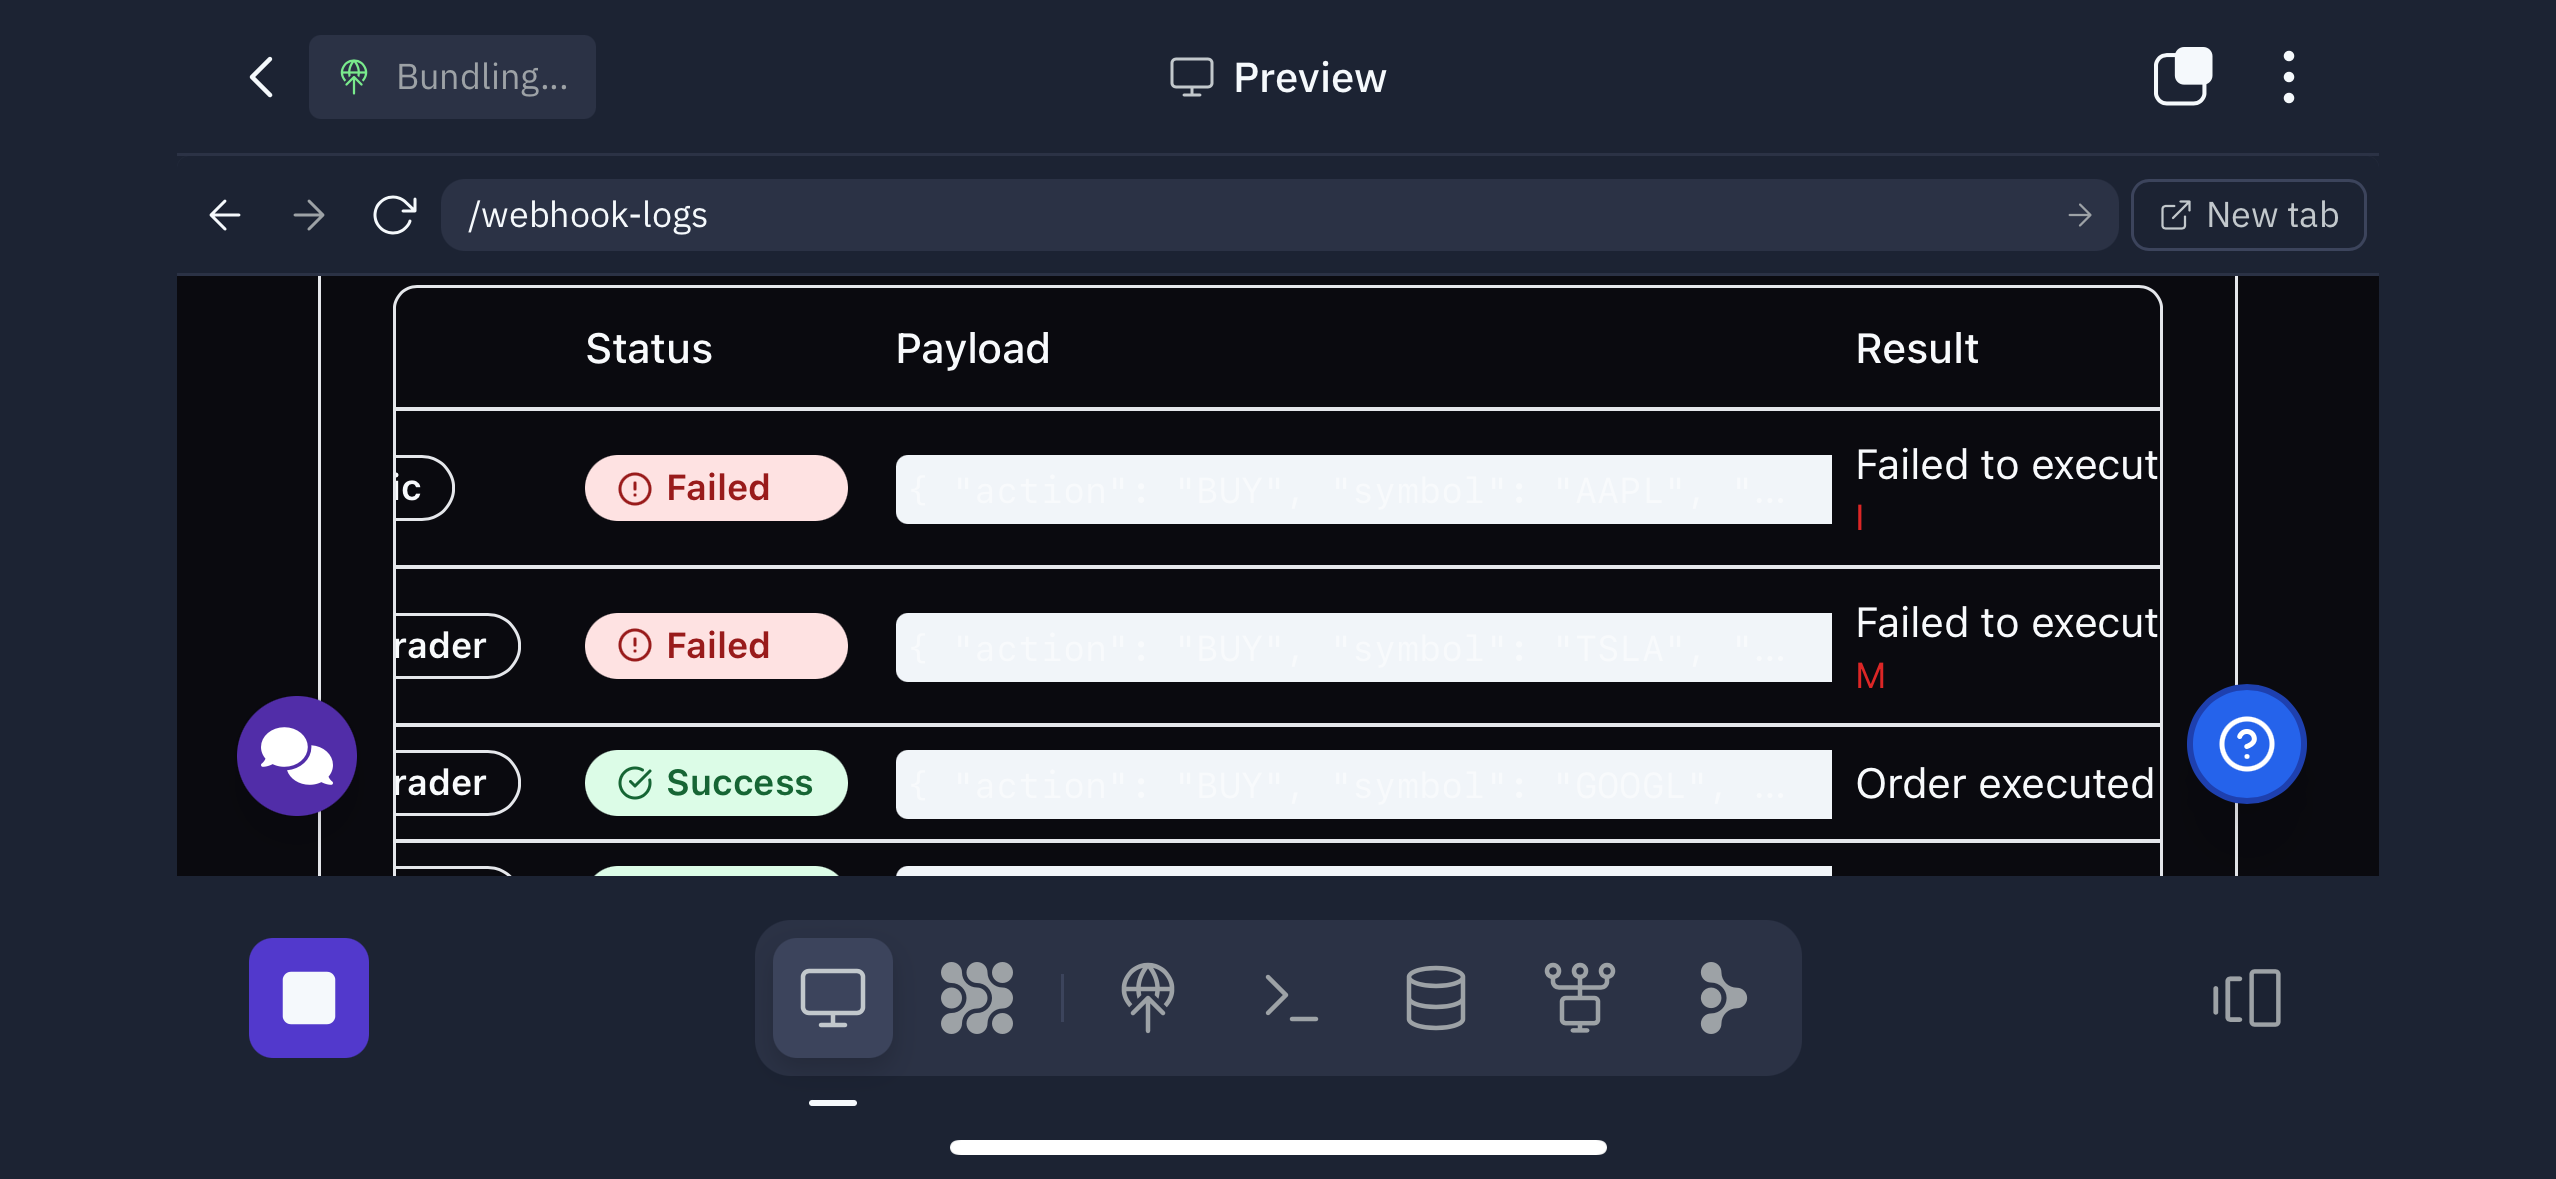 Bundling...
Preview
/webhook-logs
New tab
Status Payload Result
ic Failed { "action": "BUY", "symbol": "AAPL", "... Failed to execut
I
rader Failed { "action": "BUY", "symbol": "TSLA", "... Failed to execut
M
rader Success { "action": "BUY", "symbol": "GOOGL", ... Order executed